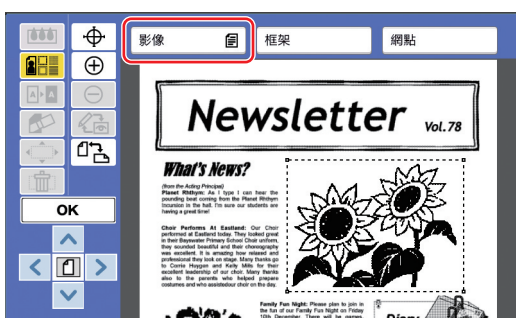 影像
框架
網點
A A
OK
Newsletter Vol.78
What's News?
(from the Acting Principal)
Planet Rhthym: As I type I can hear the
pounding beat coming from the Planet Rhthym
incursion in the hall. I'm sure our students are
having a great time!
Choir Performs At Eastland: Our Choir
performed at Eastland today. They looked great
in their Bayswater Primary School Choir uniform,
they sounded beautiful and their choreography
was excellent. It is amazing how relaxed and
professional they look on stage. Many thanks go
to Corrie Huygen and Kelly Mills for their
excellent leadership of our choir. Many thanks
also to the parents who helped prepare
costumes and who assistedour choir on the day.
Family Fun Night: Please plan to join in
the fun of our Family Fun Night on Friday
10th December. There will be games,